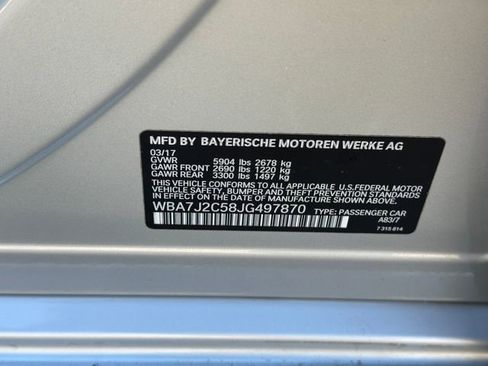 MFD BY BAYERISCHE MOTOREN WERKE AG
03/17
GVWR 5904 lbs 2678 kg
GAWR FRONT 2690 lbs 1220 kg
GAWR REAR 3300 lbs 1497 kg
THIS VEHICLE CONFORMS TO ALL APPLICABLE U.S. FEDERAL MOTOR
VEHICLE SAFETY, BUMPER, AND THEFT PREVENTION STANDARDS
IN EFFECT ON THE DATE OF MANUFACTURE SHOWN ABOVE.
WBA7J2C58JG497870 TYPE: PASSENGER CAR
A83/7
7 315 814